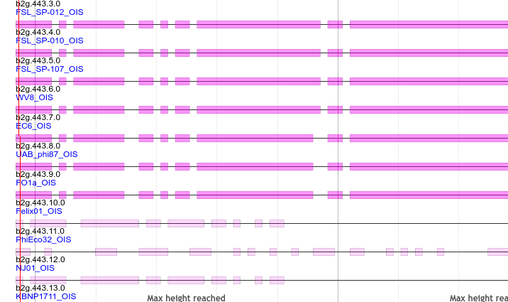 b2g.443.3.0
FSL_SP-012_OIS
b2g.443.4.0
FSL_SP-010_OIS
b2g.443.5.0
FSL_SP-107_OIS
b2g.443.6.0
WV8_OIS
b2g.443.7.0
EC6_OIS
b2g.443.8.0
UAB_phi87_OIS
b2g.443.9.0
FO1a_OIS
b2g.443.10.0
Felix01_OIS
b2g.443.11.0
PhiEco32_OIS
b2g.443.12.0
NJ01_OIS
b2g.443.13.0
KBNP1711_OIS
Max height reached
Max height rea